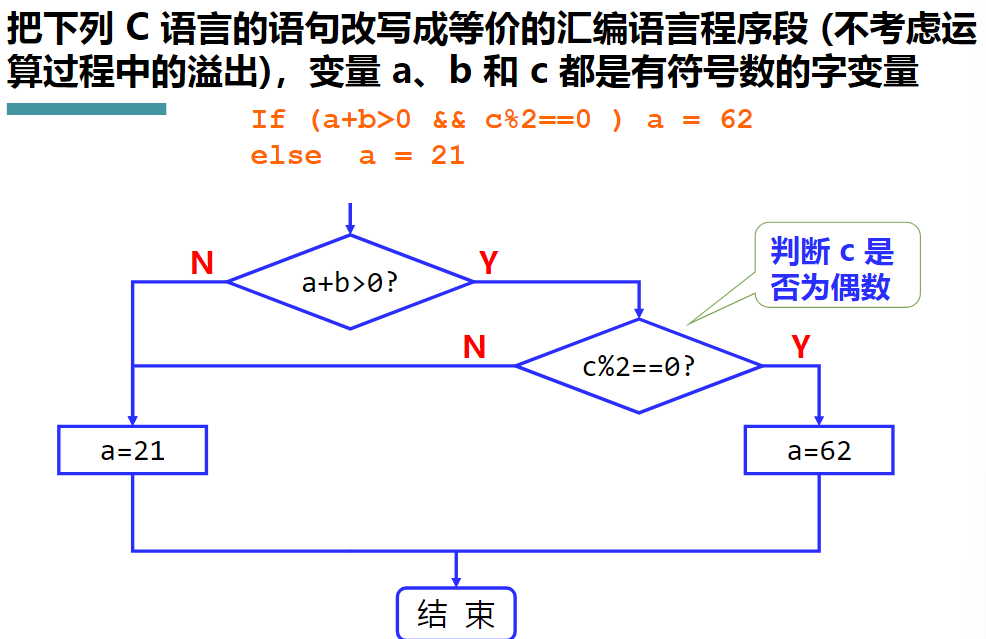 把下列 C 语言的语句改写成等价的汇编语言程序段 (不考虑运
算过程中的溢出)，变量 a、b 和 c 都是有符号数的字变量
If (a+b>0 && c%2==0 ) a = 62
else a = 21
N
a+b>0?
Y
判断 c 是
否为偶数
N
c%2==0?
Y
a=21
a=62
结 束